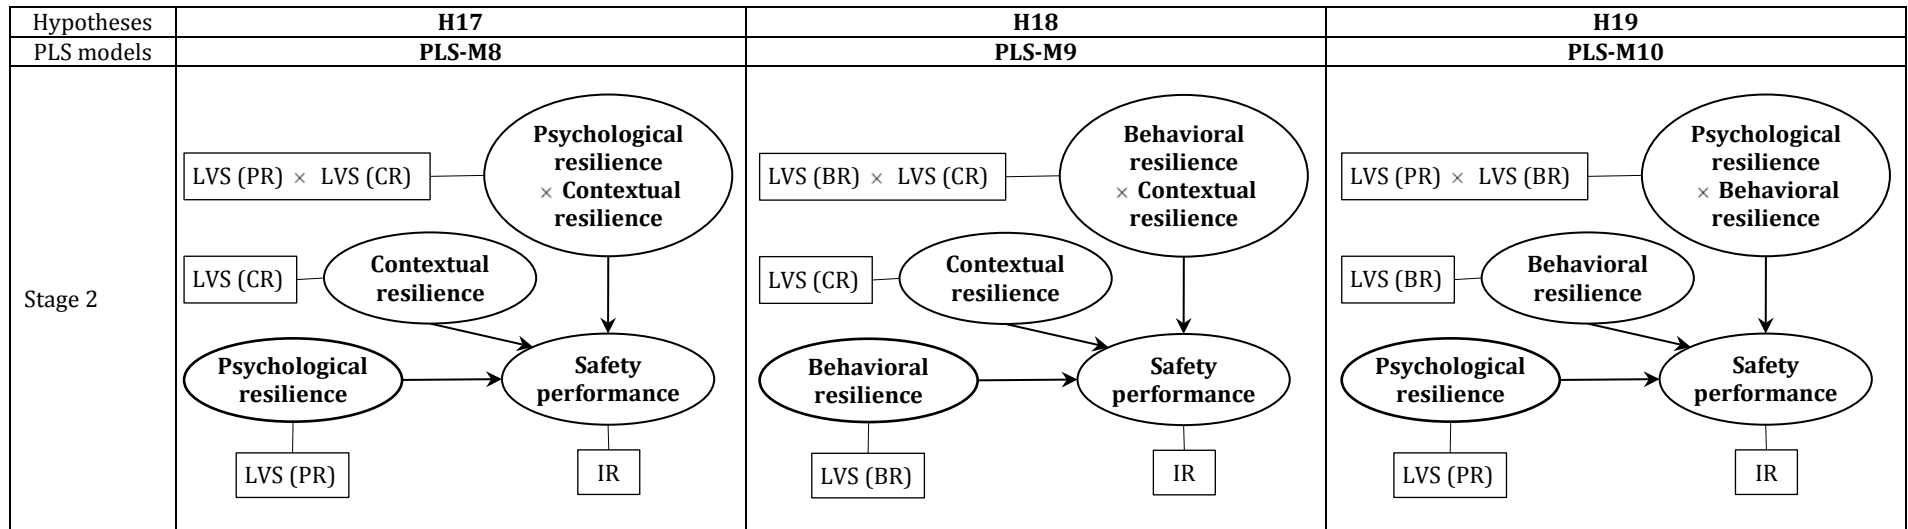 Hypotheses
H17
H18
H19
PLS models
PLS-M8
PLS-M9
PLS-M10
Stage 2
Psychological
resilience
× Contextual
resilience
LVS (PR) × LVS (CR)
LVS (CR)
Contextual
resilience
Psychological
resilience
Safety
performance
LVS (PR)
IR
Behavioral
resilience
× Contextual
resilience
LVS (BR) × LVS (CR)
LVS (CR)
Contextual
resilience
Behavioral
resilience
Safety
performance
LVS (BR)
IR
Psychological
resilience
× Behavioral
resilience
LVS (PR) × LVS (BR)
LVS (BR)
Behavioral
resilience
Psychological
resilience
Safety
performance
LVS (PR)
IR